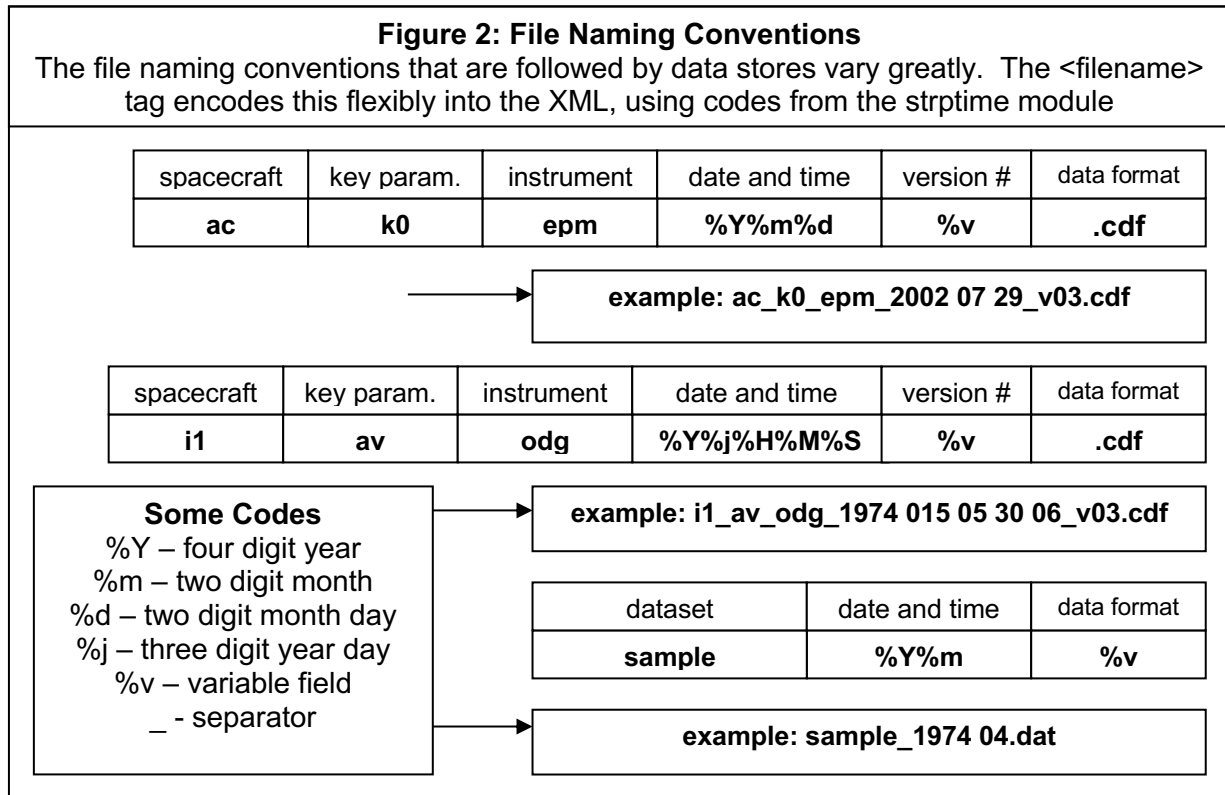 Figure 2: File Naming Conventions
The file naming conventions that are followed by data stores vary greatly.  The <filename>
tag encodes this flexibly into the XML, using codes from the strptime module
spacecraft key param. instrument date and time version # data format
ac k0 epm %Y%m%d %v .cdf
example: ac_k0_epm_2002 07 29_v03.cdf
spacecraft key param. instrument date and time version # data format
i1 av odg %Y%j%H%M%S %v .cdf
example: i1_av_odg_1974 015 05 30 06_v03.cdf
Some Codes
%Y – four digit year
%m – two digit month
%d – two digit month day
%j – three digit year day
%v – variable field
_ - separator
dataset date and time data format
sample %Y%m %v
example: sample_1974 04.dat